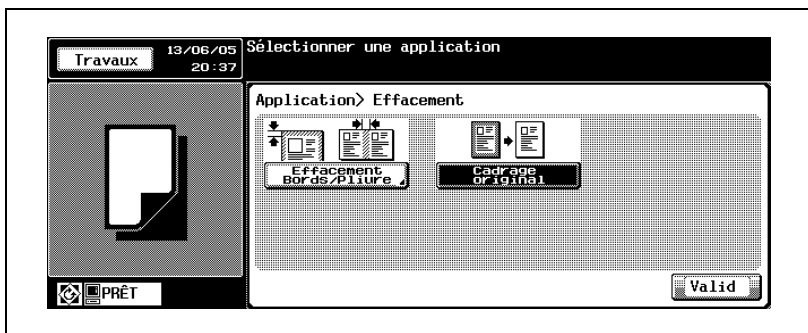 Travaux
13/06/05
20:37
Sélectionner une application
Application> Effacement
Effacement
Bords/Pliure
Cadrage
original
PRÊT
Valid